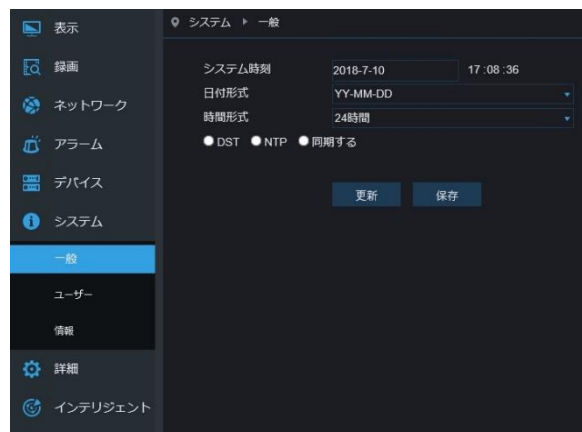 表示
録画
ネットワーク
アラーム
デバイス
システム
一般
ユーザー
情報
詳細
インテリジェント
システム 一般
システム時刻 2018-7-10 17:08:36
日付形式 YY-MM-DD
時間形式 24時間
DST NTP 同期する
更新 保存